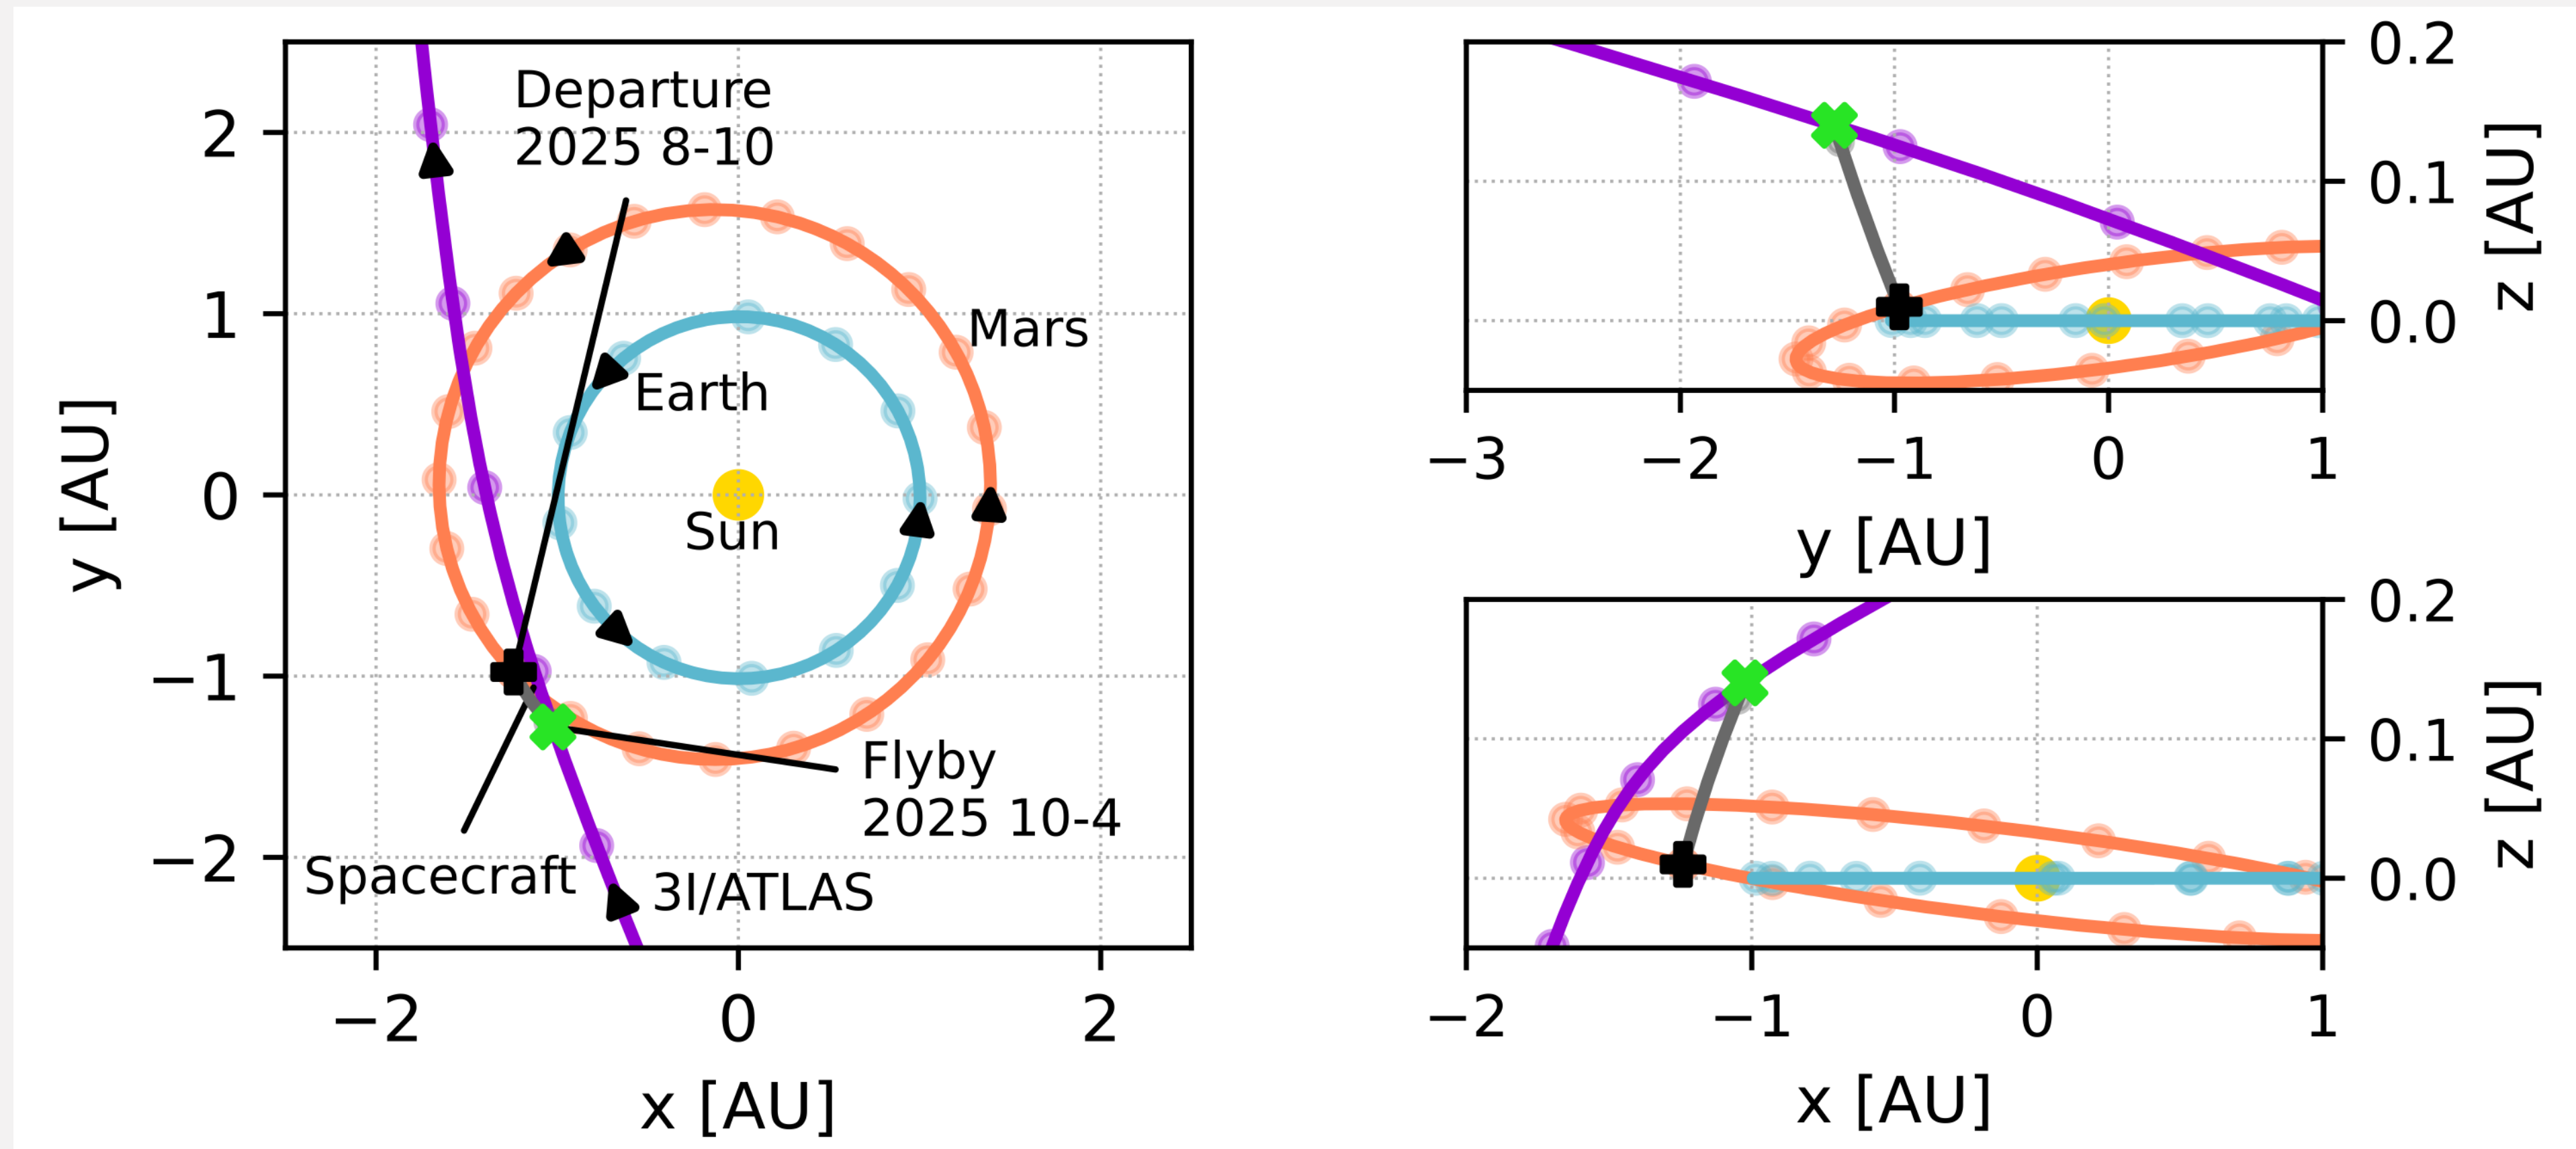 Departure
2025 8-10
Mars
Earth
Sun
Flyby
2025 10-4
Spacecraft
3I/ATLAS
2
1
0
−1
−2
y [AU]
−2
0
2
x [AU]
0.2
0.1
0.0
z [AU]
−3
−2
−1
0
1
y [AU]
0.2
0.1
0.0
z [AU]
−2
−1
0
1
x [AU]